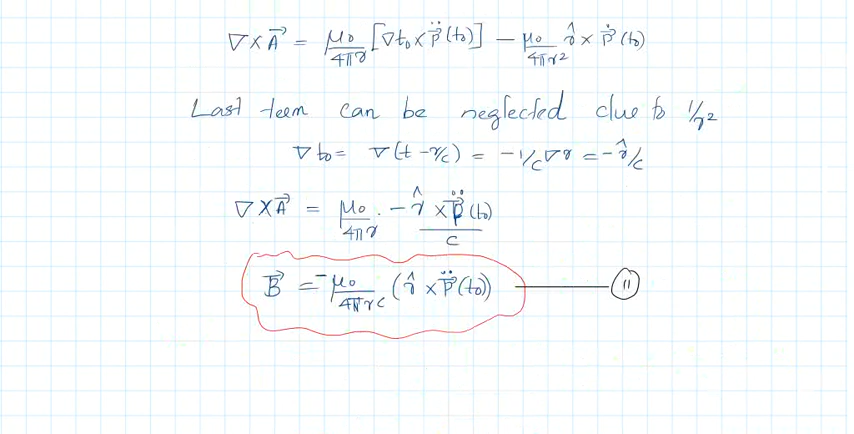 ∇×A⃗ = μ₀/4πr [∇t₀ × p̈⃗(t₀)] − μ₀/4πr² r̂ × ṗ⃗(t₀)
Last term can be neglected due to 1/r²
∇t₀ = ∇(t − r/c) = −1/c ∇r = −r̂/c
∇×A⃗ = μ₀/4πr · −r̂ × p̈⃗(t₀)/c
B⃗ = −μ₀/4πrc (r̂ × p̈⃗(t₀)) —— 11